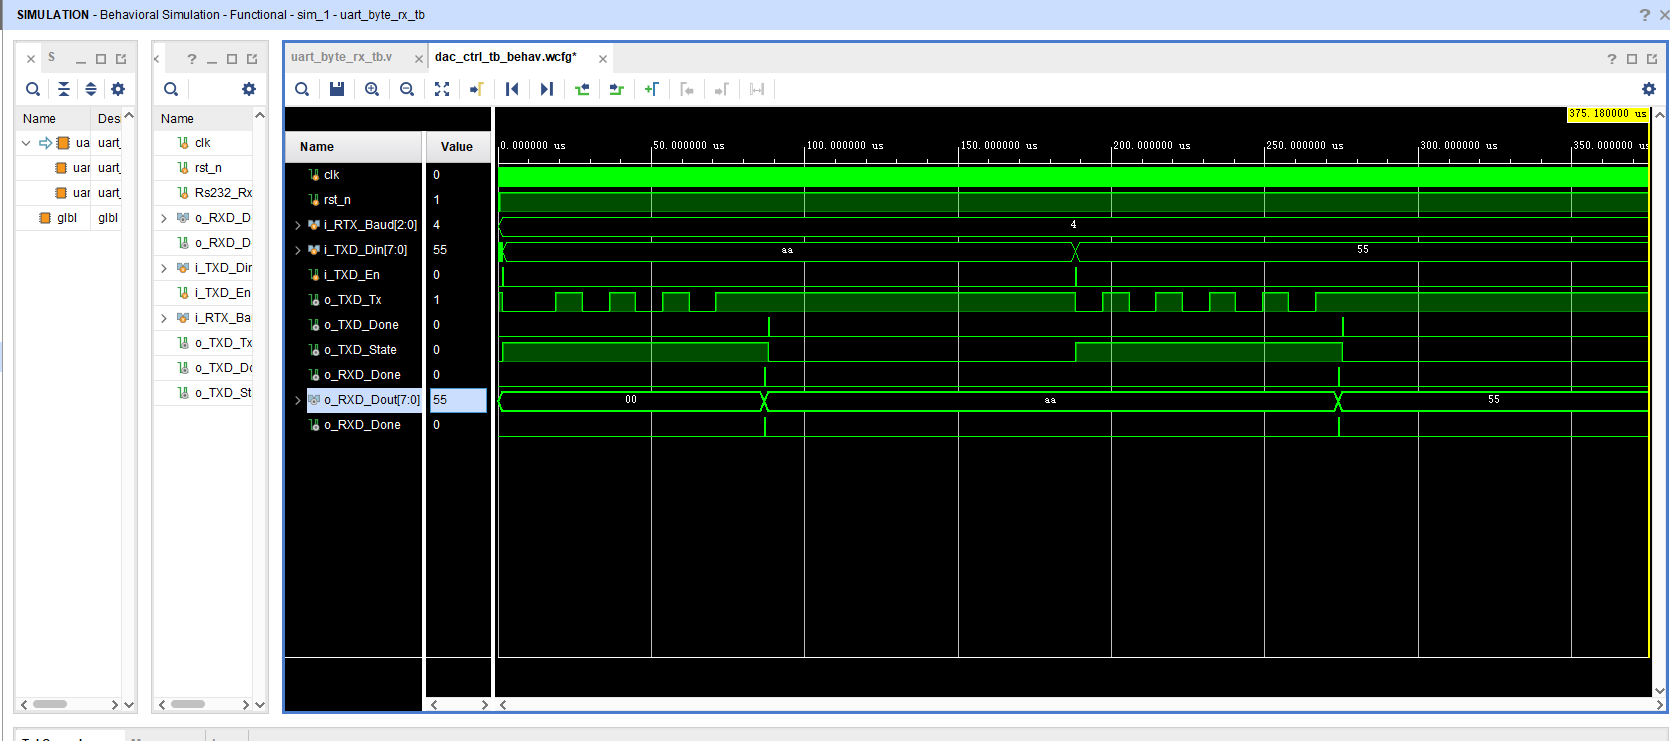 SIMULATION - Behavioral Simulation - Functional - sim_1 - uart_byte_rx_tb
S
uart_byte_rx_tb.v
dac_ctrl_tb_behav.wcfg*
Name Des
uar uart_
uar uart_
uar uart_
glbl glbl
Name
clk
rst_n
Rs232_Rx
o_RXD_D
o_RXD_D
i_TXD_Din
i_TXD_En
i_RTX_Ba
o_TXD_Tx
o_TXD_Do
o_TXD_St
375.180000 us
Name Value 0.000000 us 50.000000 us 100.000000 us 150.000000 us 200.000000 us 250.000000 us 300.000000 us 350.000000 us
clk 0
rst_n 1
i_RTX_Baud[2:0] 4 4
i_TXD_Din[7:0] 55 aa 55
i_TXD_En 0
o_TXD_Tx 1
o_TXD_Done 0
o_TXD_State 0
o_RXD_Done 0
o_RXD_Dout[7:0] 55 00 aa 55
o_RXD_Done 0